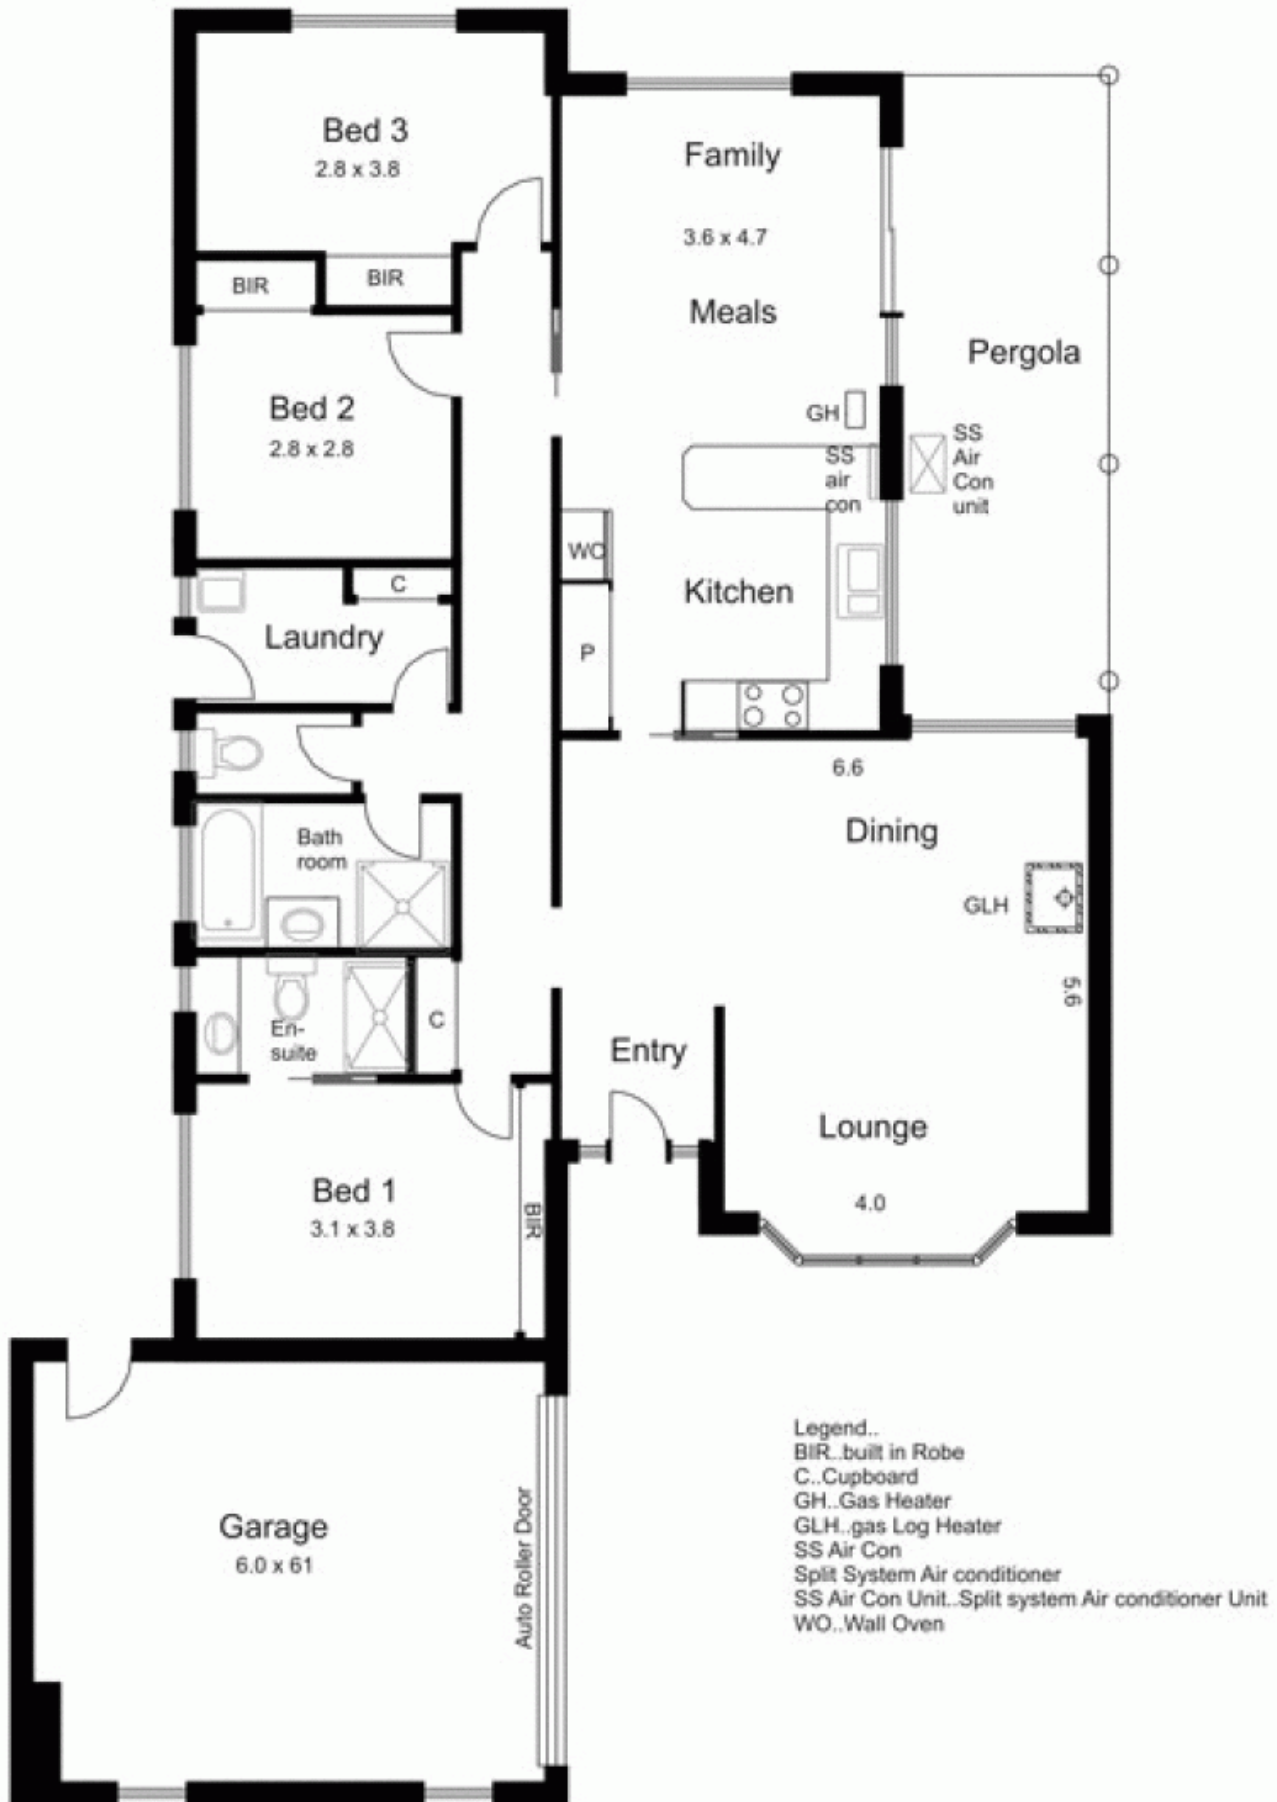 Bed 3
2.8 x 3.8
Family
3.6 x 4.7
Meals
BIR
BIR
Pergola
Bed 2
2.8 x 2.8
GH
SS
air
con
SS
Air
Con
unit
WO
Kitchen
C
Laundry
P
6.6
Dining
Bath
room
GLH
5.6
C
En-
suite
Entry
Lounge
4.0
Bed 1
3.1 x 3.8
BIR
Garage
6.0 x 61
Auto Roller Door
Legend..
BIR..built in Robe
C..Cupboard
GH..Gas Heater
GLH..gas Log Heater
SS Air Con
Split System Air conditioner
SS Air Con Unit..Split system Air conditioner Unit
WO..Wall Oven